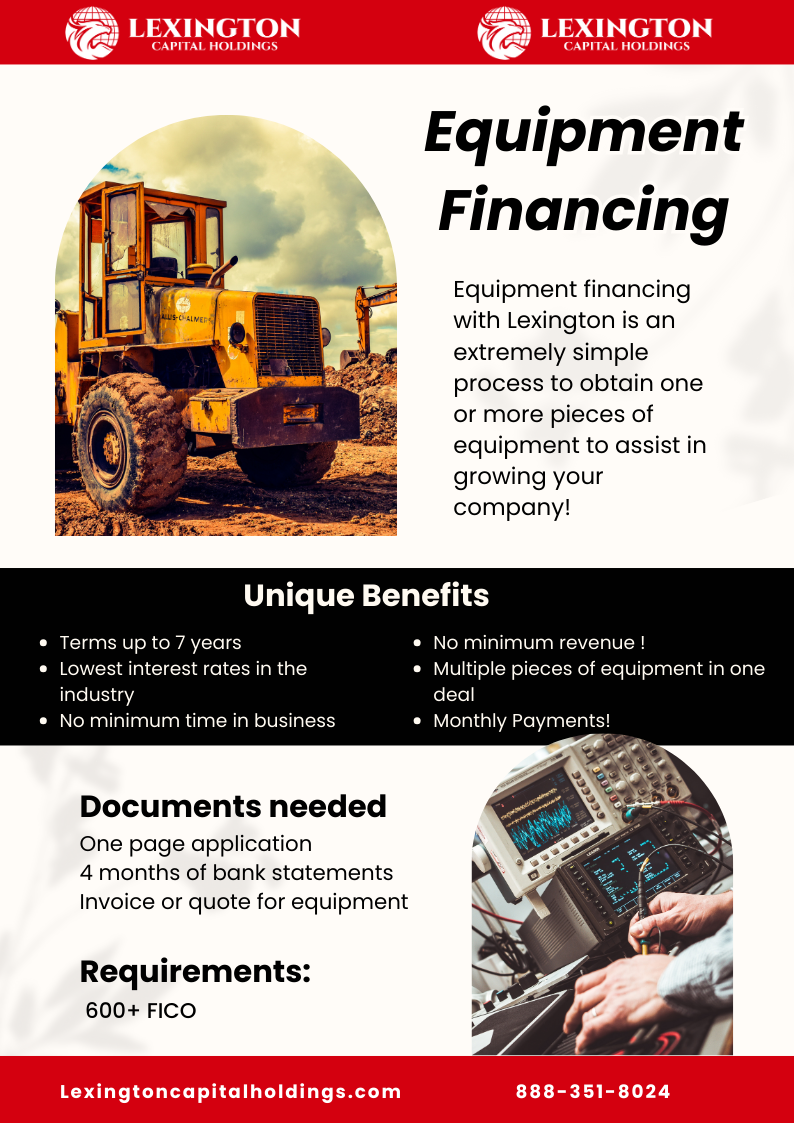 LEXINGTON
CAPITAL HOLDINGS
LEXINGTON
CAPITAL HOLDINGS
Equipment
Financing
Equipment financing
with Lexington is an
extremely simple
process to obtain one
or more pieces of
equipment to assist in
growing your
company!
ALLIS-CHALMERS
Unique Benefits
Terms up to 7 years
Lowest interest rates in the
industry
No minimum time in business
No minimum revenue !
Multiple pieces of equipment in one
deal
Monthly Payments!
Documents needed
One page application
4 months of bank statements
Invoice or quote for equipment
Requirements:
600+ FICO
Lexingtoncapitalholdings.com
888-351-8024